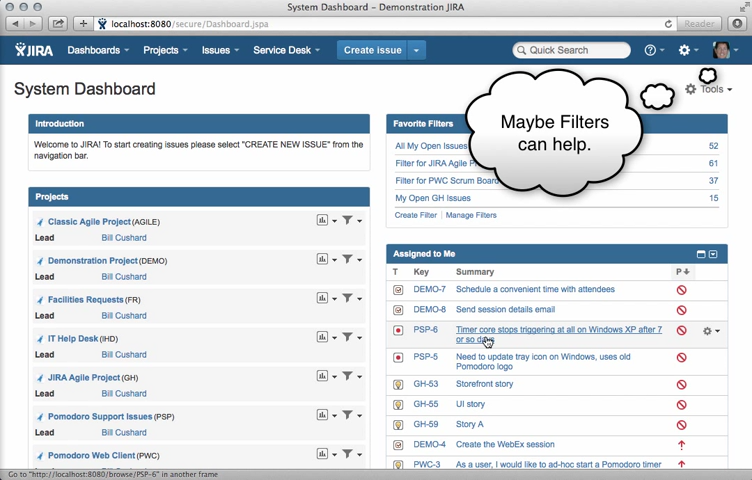 System Dashboard – Demonstration JIRA
localhost:8080/secure/Dashboard.jspa
Reader
JIRA
Dashboards
Projects
Issues
Service Desk
Create issue
Quick Search
System Dashboard
Tools
Maybe Filters
can help.
Introduction
Welcome to JIRA! To start creating issues please select "CREATE NEW ISSUE" from the
navigation bar.
Projects
Classic Agile Project (AGILE)
Lead Bill Cushard
Demonstration Project (DEMO)
Lead Bill Cushard
Facilities Requests (FR)
Lead Bill Cushard
IT Help Desk (IHD)
Lead Bill Cushard
JIRA Agile Project (GH)
Lead Bill Cushard
Pomodoro Support Issues (PSP)
Lead Bill Cushard
Pomodoro Web Client (PWC)
Lead Bill Cushard
Favorite Filters
All My Open Issues 52
Filter for JIRA Agile P 61
Filter for PWC Scrum Board 37
My Open GH Issues 15
Create Filter Manage Filters
Assigned to Me
T Key Summary P
DEMO-7 Schedule a convenient time with attendees
DEMO-8 Send session details email
PSP-6 Timer core stops triggering at all on Windows XP after 7
or so days
PSP-5 Need to update tray icon on Windows, uses old
Pomodoro logo
GH-53 Storefront story
GH-55 UI story
GH-59 Story A
DEMO-4 Create the WebEx session
PWC-3 As a user, I would like to ad-hoc start a Pomodoro timer
Go to "http://localhost:8080/browse/PSP-6" in another frame